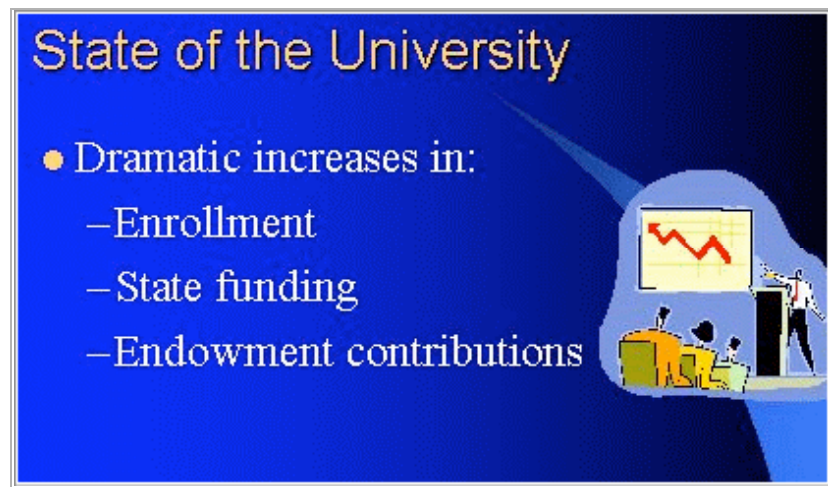 State of the University
Dramatic increases in:
–Enrollment
–State funding
–Endowment contributions